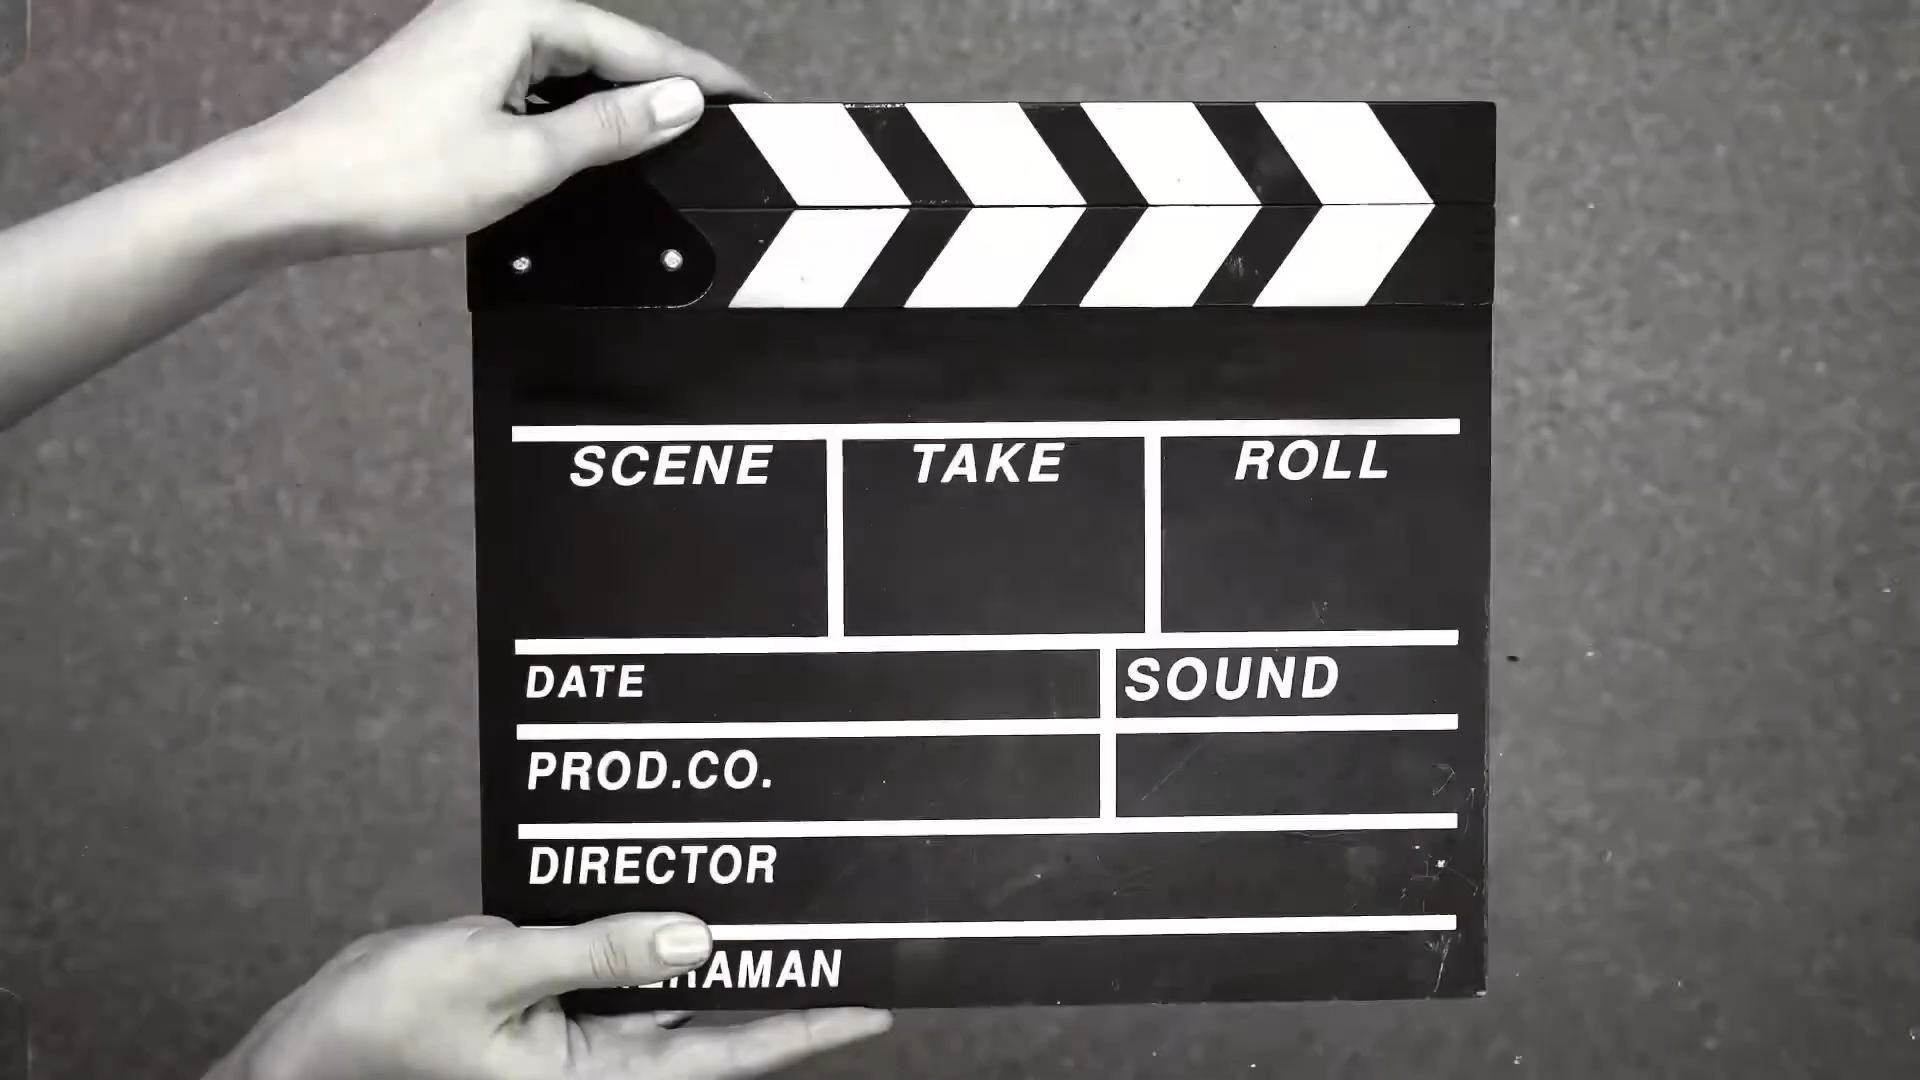 SCENE TAKE ROLL
DATE SOUND
PROD.CO.
DIRECTOR